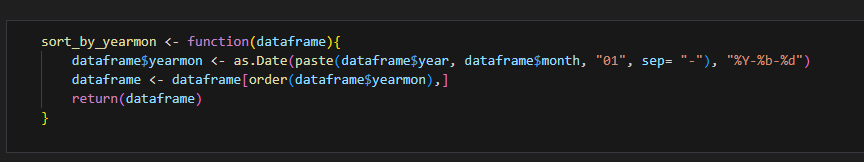 sort_by_yearmon <- function(dataframe){
    dataframe$yearmon <- as.Date(paste(dataframe$year, dataframe$month, "01", sep= "-"), "%Y-%b-%d")
    dataframe <- dataframe[order(dataframe$yearmon),]
    return(dataframe)
}